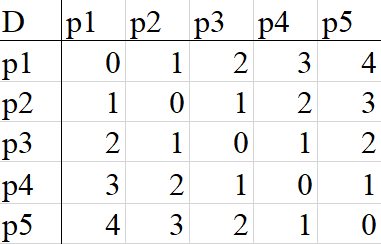 D p1 p2 p3 p4 p5
p1 0 1 2 3 4
p2 1 0 1 2 3
p3 2 1 0 1 2
p4 3 2 1 0 1
p5 4 3 2 1 0